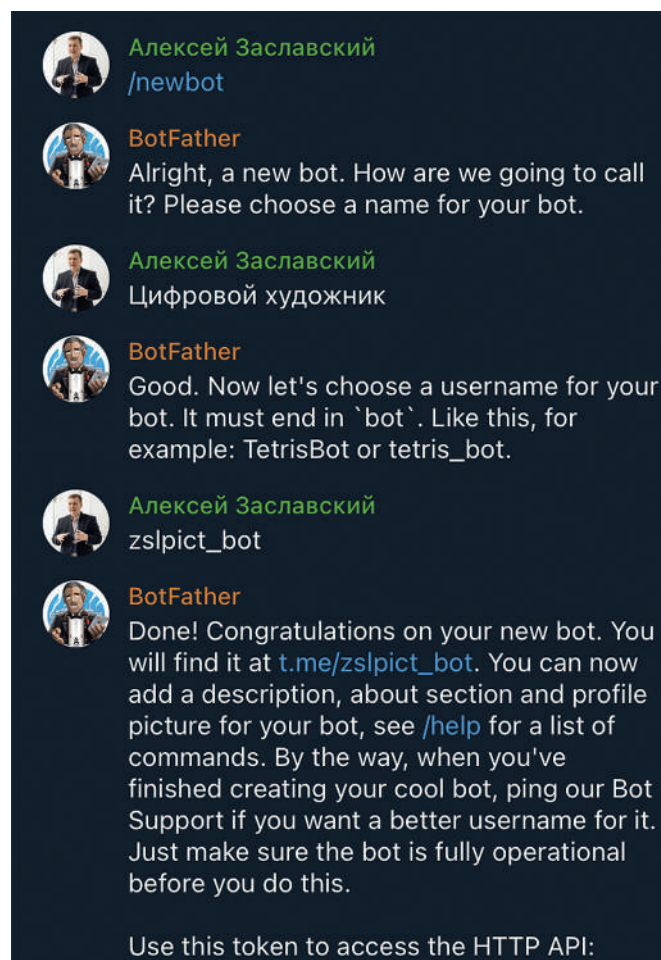 Алексей Заславский
/newbot
BotFather
Alright, a new bot. How are we going to call
it? Please choose a name for your bot.
Алексей Заславский
Цифровой художник
BotFather
Good. Now let's choose a username for your
bot. It must end in `bot`. Like this, for
example: TetrisBot or tetris_bot.
Алексей Заславский
zslpict_bot
BotFather
Done! Congratulations on your new bot. You
will find it at t.me/zslpict_bot. You can now
add a description, about section and profile
picture for your bot, see /help for a list of
commands. By the way, when you've
finished creating your cool bot, ping our Bot
Support if you want a better username for it.
Just make sure the bot is fully operational
before you do this.
Use this token to access the HTTP API: